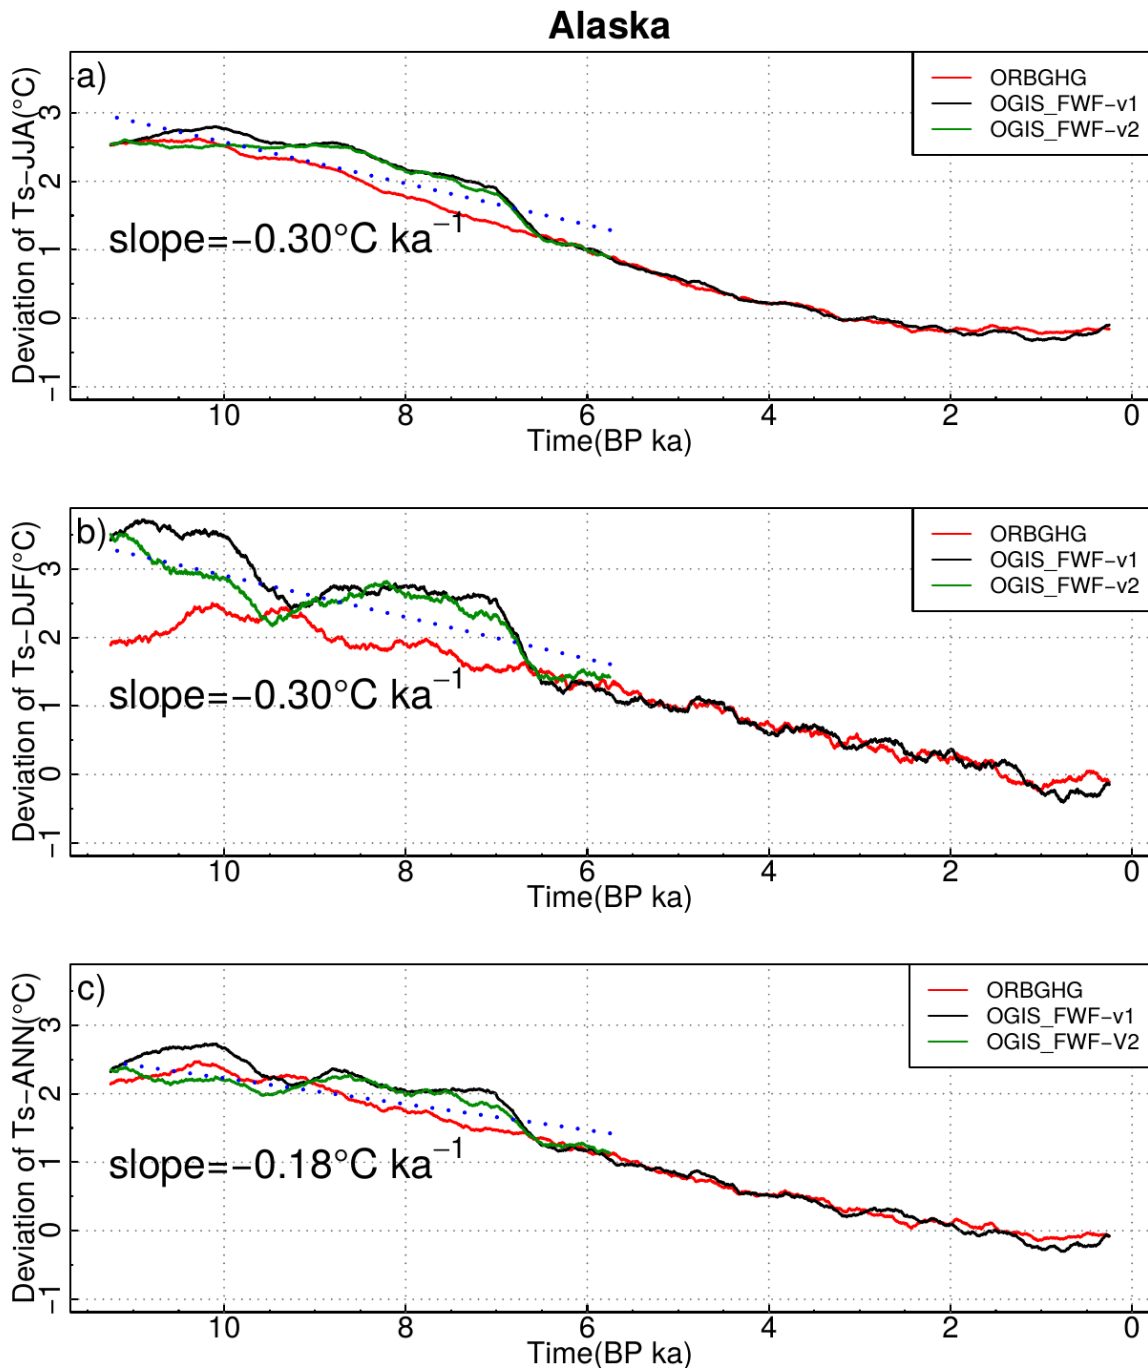 Alaska
a)
ORBGHG
OGIS_FWF−v1
OGIS_FWF−v2
Deviation of Ts−JJA(°C)
3
2
1
0
−1
slope=−0.30°C ka−1
10 8 6 4 2 0
Time(BP ka)
b)
ORBGHG
OGIS_FWF−v1
OGIS_FWF−v2
Deviation of Ts−DJF(°C)
3
2
1
0
−1
slope=−0.30°C ka−1
10 8 6 4 2 0
Time(BP ka)
c)
ORBGHG
OGIS_FWF−v1
OGIS_FWF−V2
Deviation of Ts−ANN(°C)
3
2
1
0
−1
slope=−0.18°C ka−1
10 8 6 4 2 0
Time(BP ka)